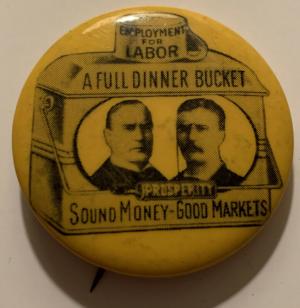 EMPLOYMENT
FOR
LABOR
A FULL DINNER BUCKET
PROSPERITY
SOUND MONEY-GOOD MARKETS